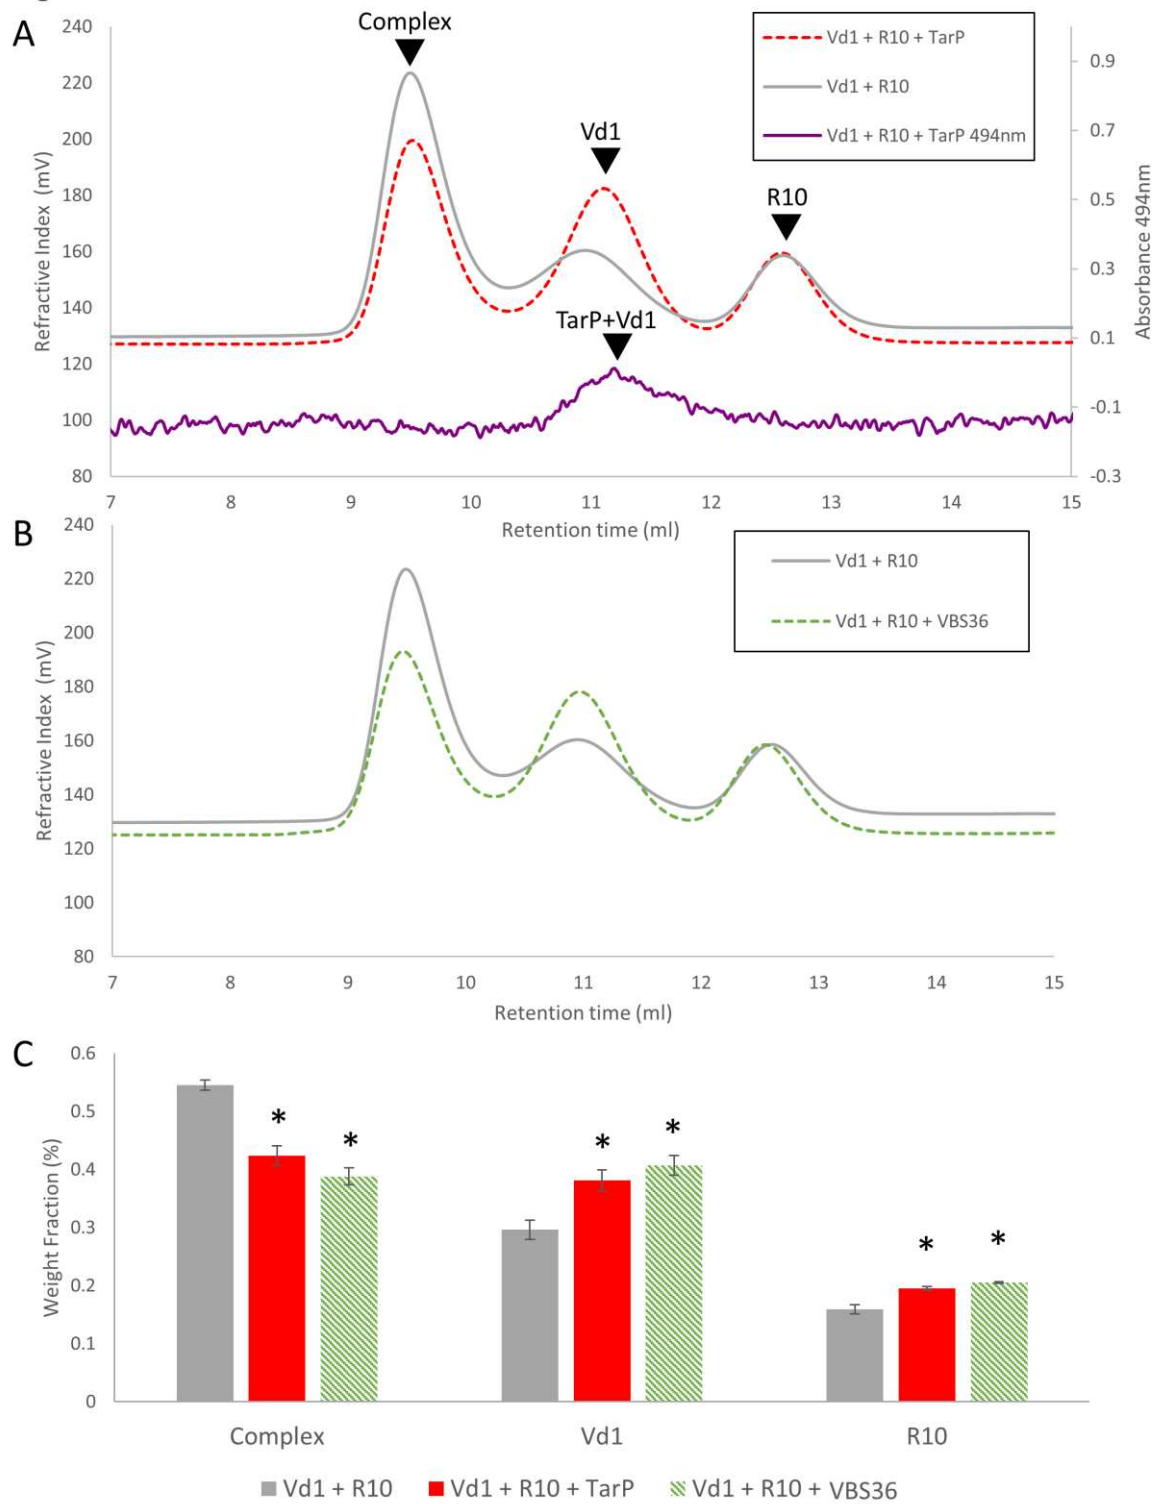 A
Complex
Vd1
R10
TarP+Vd1
Vd1 + R10 + TarP
Vd1 + R10
Vd1 + R10 + TarP 494nm
Refractive Index (mV)
240
220
200
180
160
140
120
100
80
0.9
0.7
0.5
0.3
0.1
-0.1
-0.3
Absorbance 494nm
7 8 9 10 11 12 13 14 15
Retention time (ml)
B
Vd1 + R10
Vd1 + R10 + VBS36
Refractive Index (mV)
240
220
200
180
160
140
120
100
80
7 8 9 10 11 12 13 14 15
Retention time (ml)
C
Weight Fraction (%)
0.6
0.5
0.4
0.3
0.2
0.1
0
* *
* *
* *
Complex Vd1 R10
Vd1 + R10 Vd1 + R10 + TarP Vd1 + R10 + VBS36